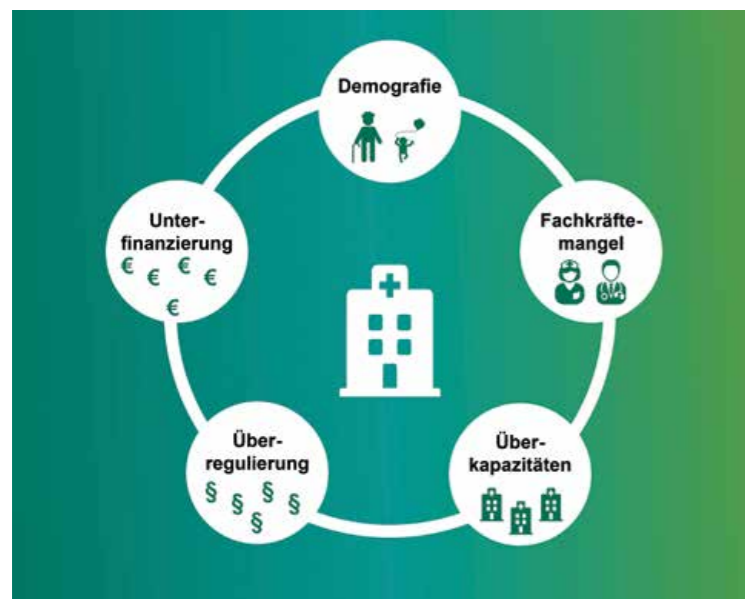 Demografie
Fachkräfte-
mangel
Über-
kapazitäten
Über-
regulierung
§ § § § §
Unter-
finanzierung
€ € € € €